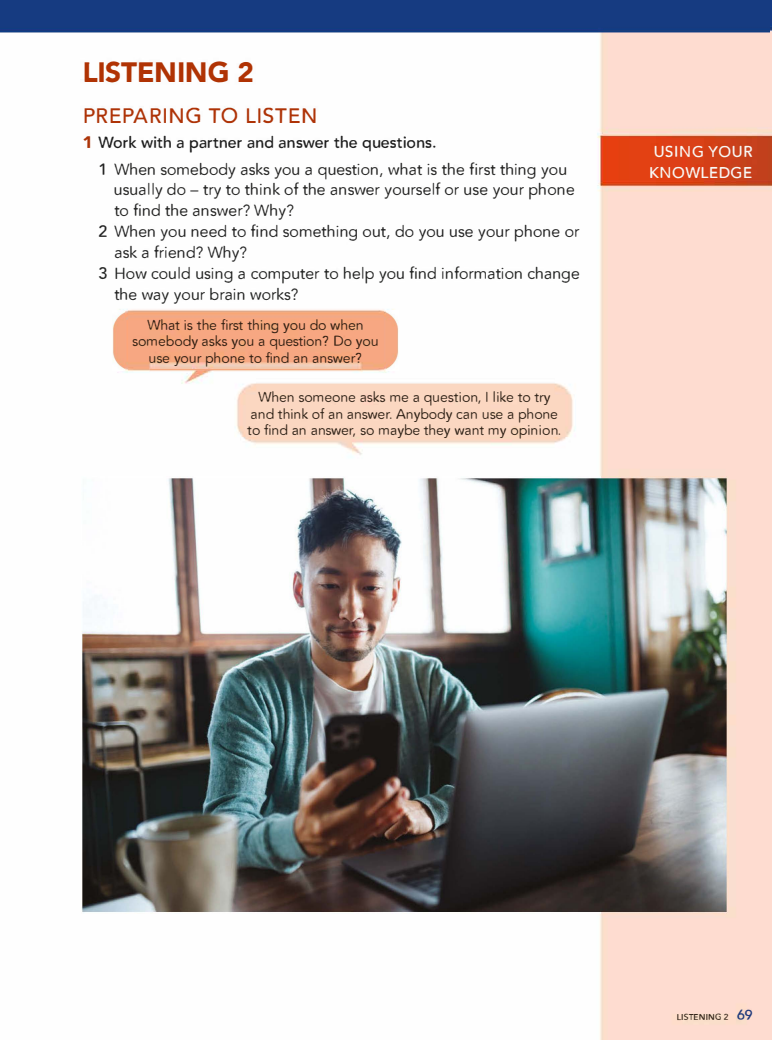 LISTENING 2
PREPARING TO LISTEN
1 Work with a partner and answer the questions.
1 When somebody asks you a question, what is the first thing you
usually do – try to think of the answer yourself or use your phone
to find the answer? Why?
2 When you need to find something out, do you use your phone or
ask a friend? Why?
3 How could using a computer to help you find information change
the way your brain works?
USING YOUR
KNOWLEDGE
What is the first thing you do when
somebody asks you a question? Do you
use your phone to find an answer?
When someone asks me a question, I like to try
and think of an answer. Anybody can use a phone
to find an answer, so maybe they want my opinion.
LISTENING 2 69